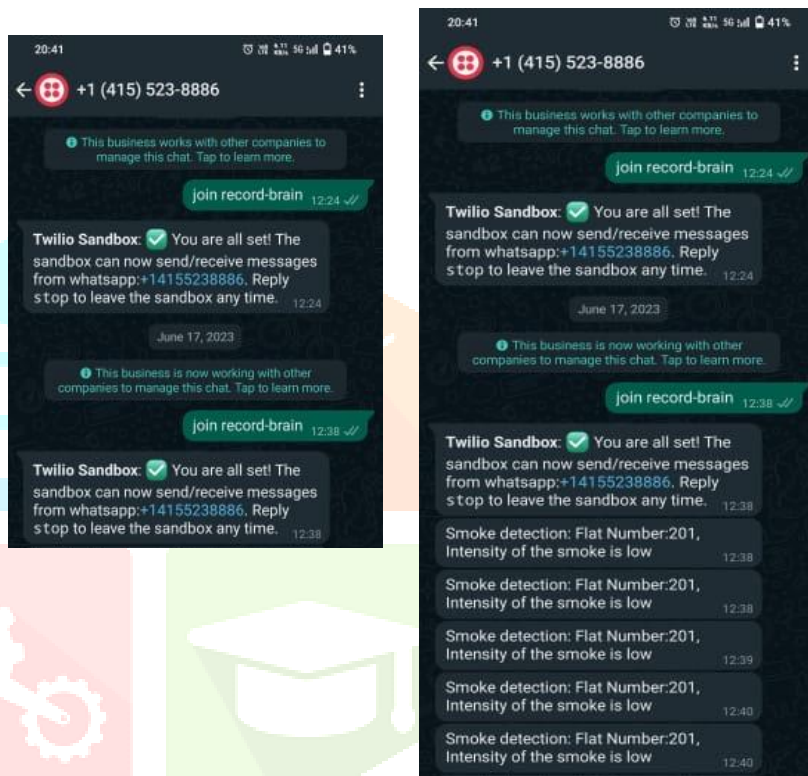 20:41
5G 41%
+1 (415) 523-8886
This business works with other companies to
manage this chat. Tap to learn more.
join record-brain 12:24
Twilio Sandbox: ✅ You are all set! The
sandbox can now send/receive messages
from whatsapp:+14155238886. Reply
stop to leave the sandbox any time. 12:24
June 17, 2023
This business is now working with other
companies to manage this chat. Tap to learn more.
join record-brain 12:38
Twilio Sandbox: ✅ You are all set! The
sandbox can now send/receive messages
from whatsapp:+14155238886. Reply
stop to leave the sandbox any time. 12:38
20:41
5G 41%
+1 (415) 523-8886
This business works with other companies to
manage this chat. Tap to learn more.
join record-brain 12:24
Twilio Sandbox: ✅ You are all set! The
sandbox can now send/receive messages
from whatsapp:+14155238886. Reply
stop to leave the sandbox any time. 12:24
June 17, 2023
This business is now working with other
companies to manage this chat. Tap to learn more.
join record-brain 12:38
Twilio Sandbox: ✅ You are all set! The
sandbox can now send/receive messages
from whatsapp:+14155238886. Reply
stop to leave the sandbox any time. 12:38
Smoke detection: Flat Number:201,
Intensity of the smoke is low 12:38
Smoke detection: Flat Number:201,
Intensity of the smoke is low 12:38
Smoke detection: Flat Number:201,
Intensity of the smoke is low 12:39
Smoke detection: Flat Number:201,
Intensity of the smoke is low 12:40
Smoke detection: Flat Number:201,
Intensity of the smoke is low 12:40